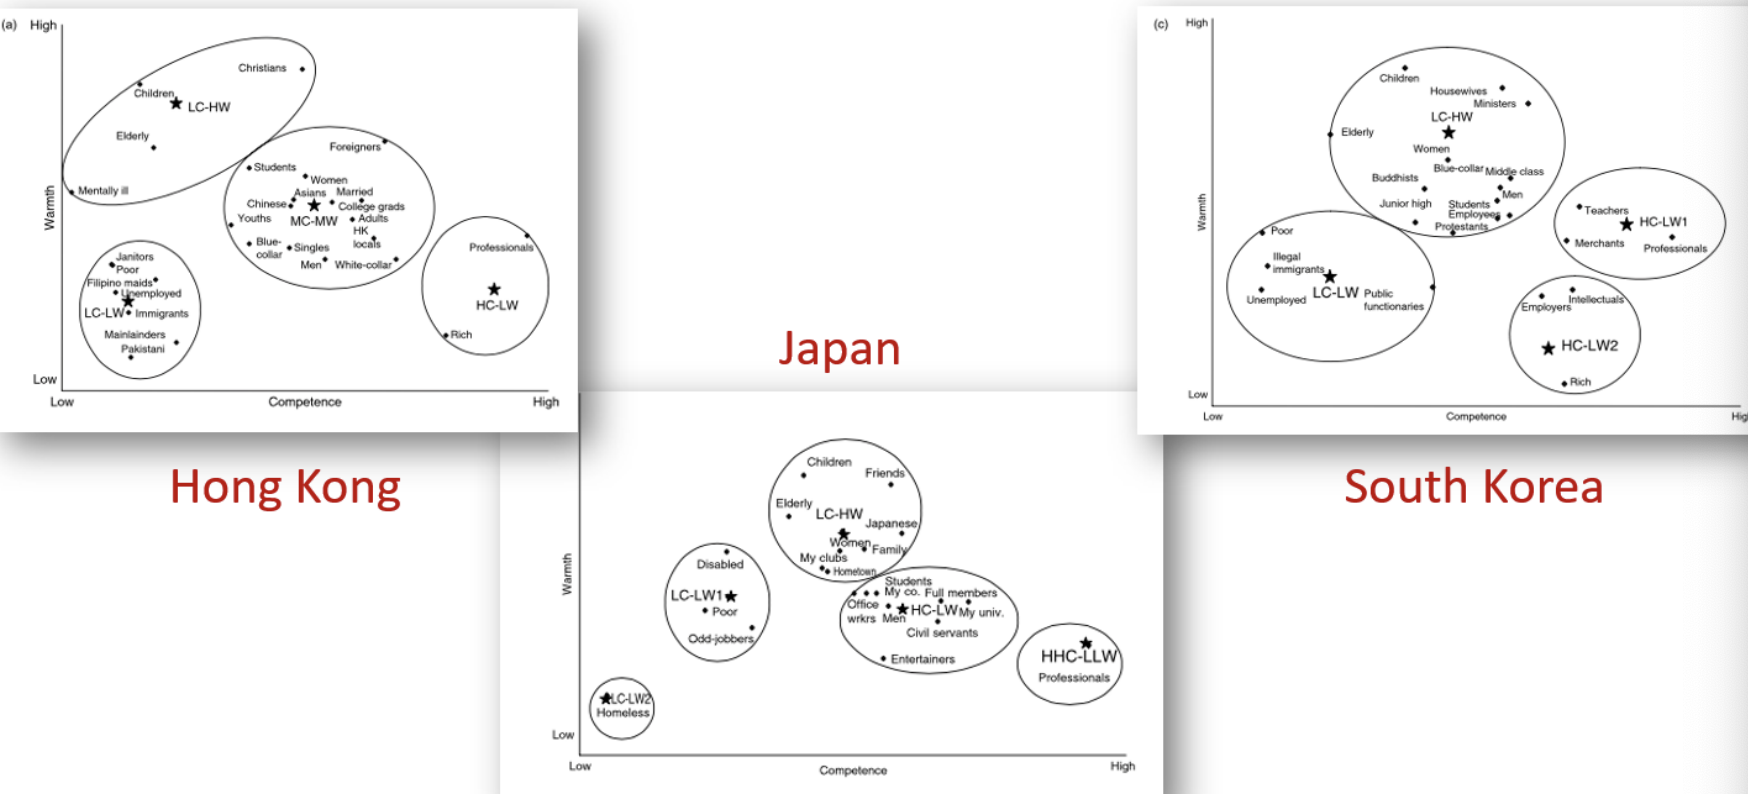 (a) High
Christians
Children
LC-HW
Elderly
Mentally ill
Foreigners
Students
Women
Asians Married
Chinese College grads
MC-MW
Youths Adults
HK
locals
Blue-
collar
Singles
Men White-collar
Professionals
HC-LW
Rich
Janitors
Poor
Filipino maids
Unemployed
LC-LW Immigrants
Mainlainders
Pakistani
Warmth
Low
Low Competence High
Hong Kong
Japan
Children
Friends
Elderly
LC-HW
Japanese
Women
Family
My clubs
Hometown
Disabled
LC-LW1
Poor
Odd-jobbers
Students
My co. Full members
Office
wrkrs Men HC-LW My univ.
Civil servants
Entertainers
HHC-LLW
Professionals
LC-LW2
Homeless
Warmth
Low
Low Competence High
(c) High
Children
Housewives
Ministers
LC-HW
Elderly
Women
Blue-collar Middle class
Buddhists
Men
Junior high Students
Employees
Protestants
Teachers
HC-LW1
Merchants Professionals
Poor
Illegal
immigrants
Unemployed LC-LW Public
functionaries
Employers Intellectuals
HC-LW2
Rich
Warmth
Low
Low Competence
South Korea